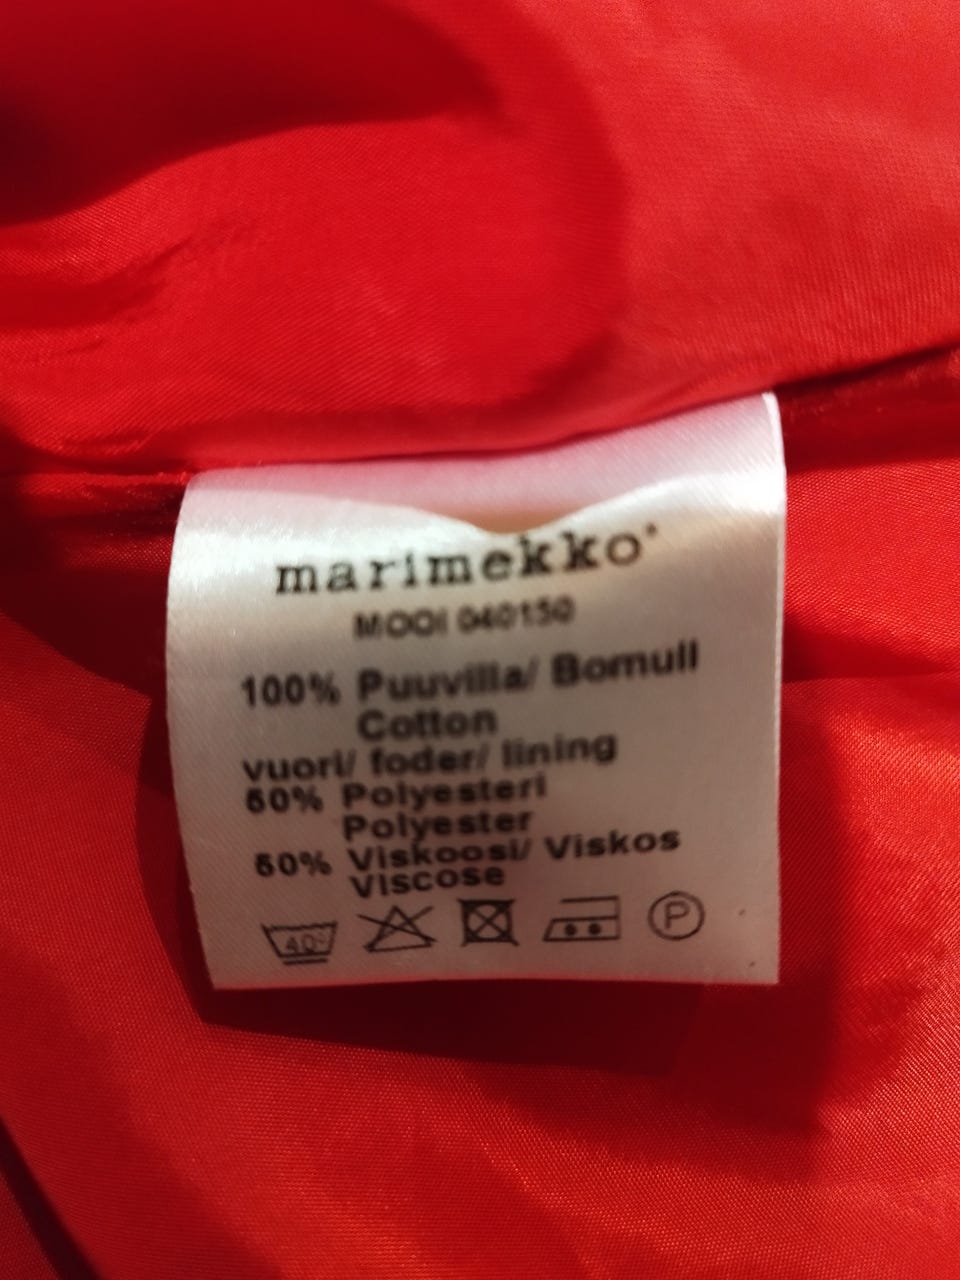 marimekko®
MOOI 040150
100% Puuvilla/ Bomull
Cotton
vuori/ foder/ lining
50% Polyesteri
Polyester
50% Viskoosi/ Viskos
Viscose
40° P